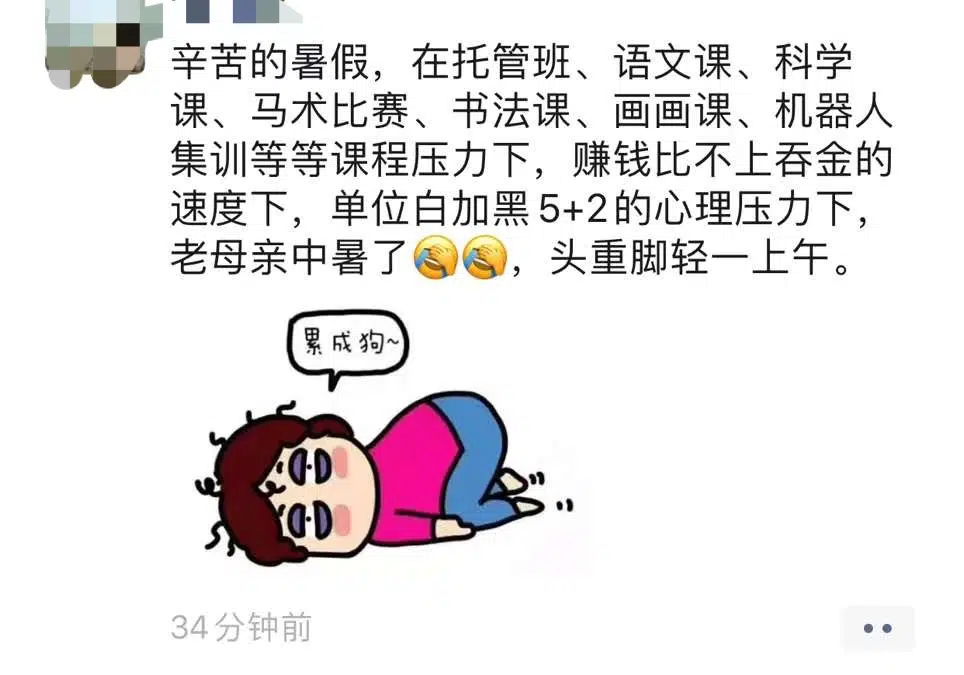 辛苦的暑假，在托管班、语文课、科学
课、马术比赛、书法课、画画课、机器人
集训等等课程压力下，赚钱比不上吞金的
速度下，单位白加黑5+2的心理压力下，
老母亲中暑了🤦🤦，头重脚轻一上午。
累成狗~
34分钟前